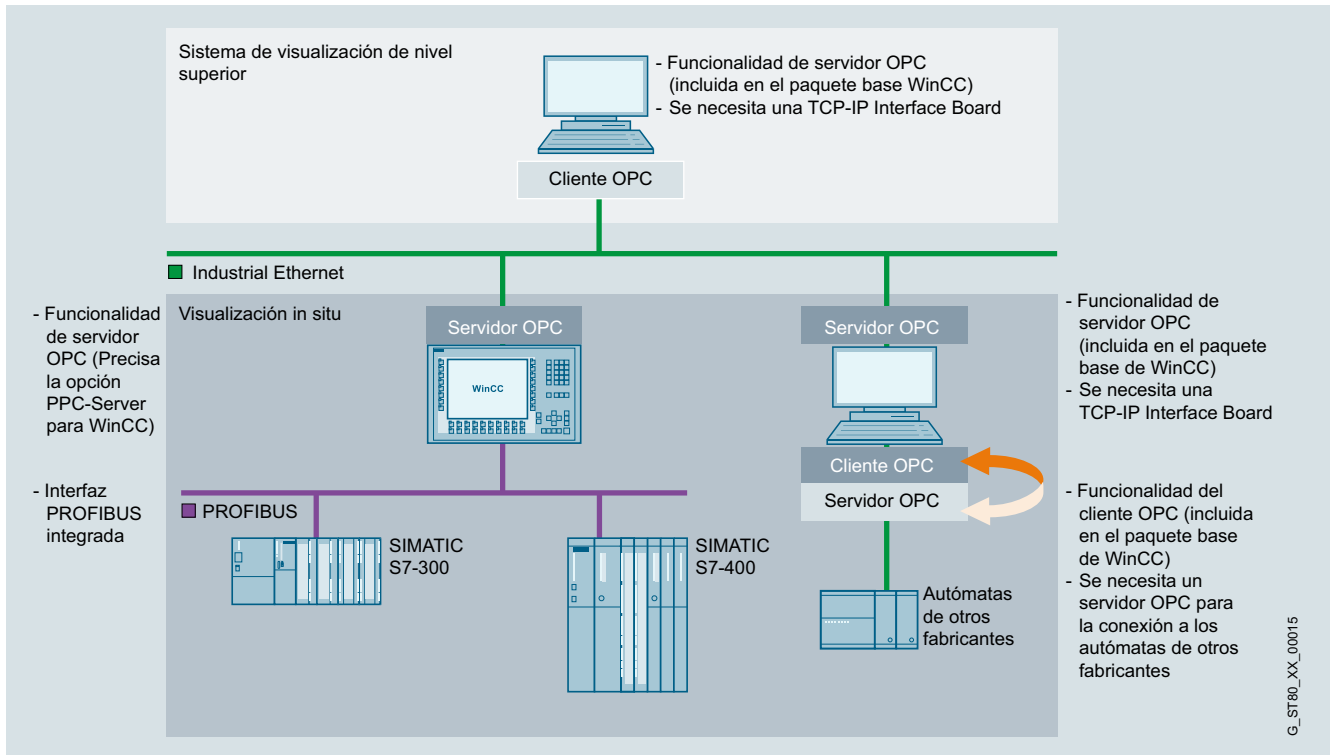 Sistema de visualización de nivel
superior
- Funcionalidad de servidor OPC
(incluida en el paquete base WinCC)
- Se necesita una TCP-IP Interface Board
Cliente OPC
Industrial Ethernet
- Funcionalidad
de servidor
OPC (Precisa
la opción
PPC-Server
para WinCC)
Visualización in situ
Servidor OPC
WinCC
Servidor OPC
- Funcionalidad de
servidor OPC
(incluida en el paquete
base de WinCC)
- Se necesita una
TCP-IP Interface Board
Cliente OPC
Servidor OPC
- Interfaz
PROFIBUS
integrada
PROFIBUS
SIMATIC
S7-300
SIMATIC
S7-400
Autómatas
de otros
fabricantes
- Funcionalidad del
cliente OPC (incluida
en el paquete base
de WinCC)
- Se necesita un
servidor OPC para
la conexión a los
autómatas de otros
fabricantes
G_ST80_XX_00015